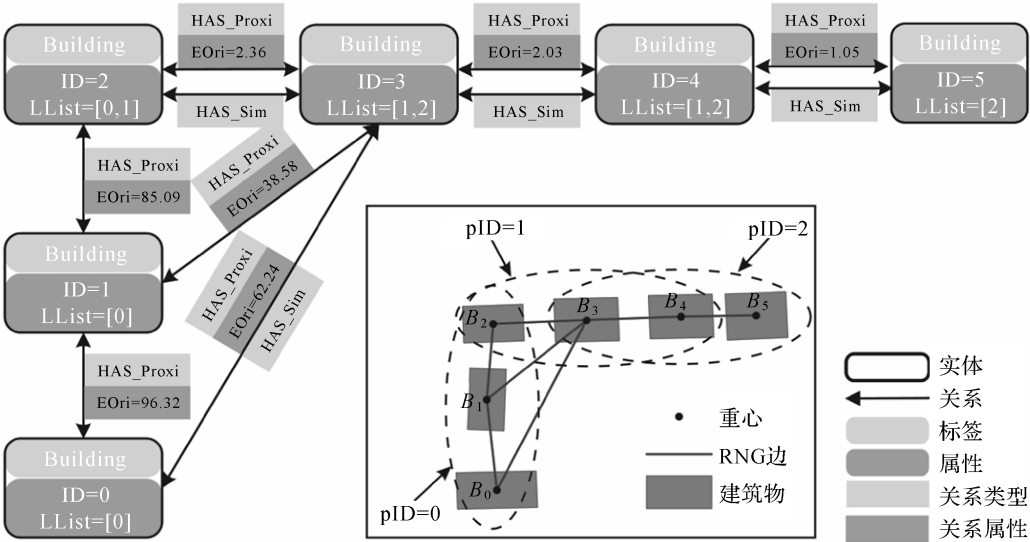 Building
ID=2
LList=[0,1]
HAS_Proxi
EOri=2.36
HAS_Sim
Building
ID=3
LList=[1,2]
HAS_Proxi
EOri=2.03
HAS_Sim
Building
ID=4
LList=[1,2]
HAS_Proxi
EOri=1.05
HAS_Sim
Building
ID=5
LList=[2]
HAS_Proxi
EOri=85.09
HAS_Proxi
EOri=38.58
HAS_Proxi
EOri=62.24
HAS_Sim
Building
ID=1
LList=[0]
HAS_Proxi
EOri=96.32
Building
ID=0
LList=[0]
pID=1
pID=2
B2
B3
B4
B5
B1
B0
pID=0
重心
RNG边
建筑物
实体
关系
标签
属性
关系类型
关系属性